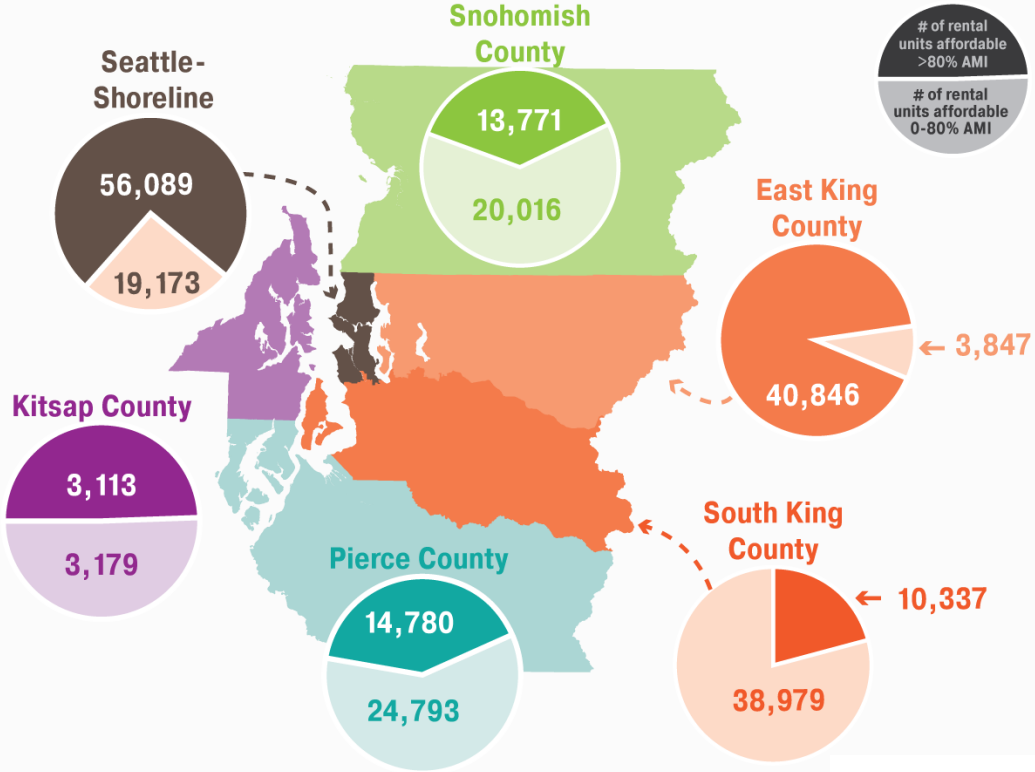 Snohomish
County
13,771
20,016
# of rental
units affordable
>80% AMI
# of rental
units affordable
0-80% AMI
Seattle-
Shoreline
56,089
19,173
East King
County
3,847
40,846
Kitsap County
3,113
3,179
South King
County
10,337
38,979
Pierce County
14,780
24,793